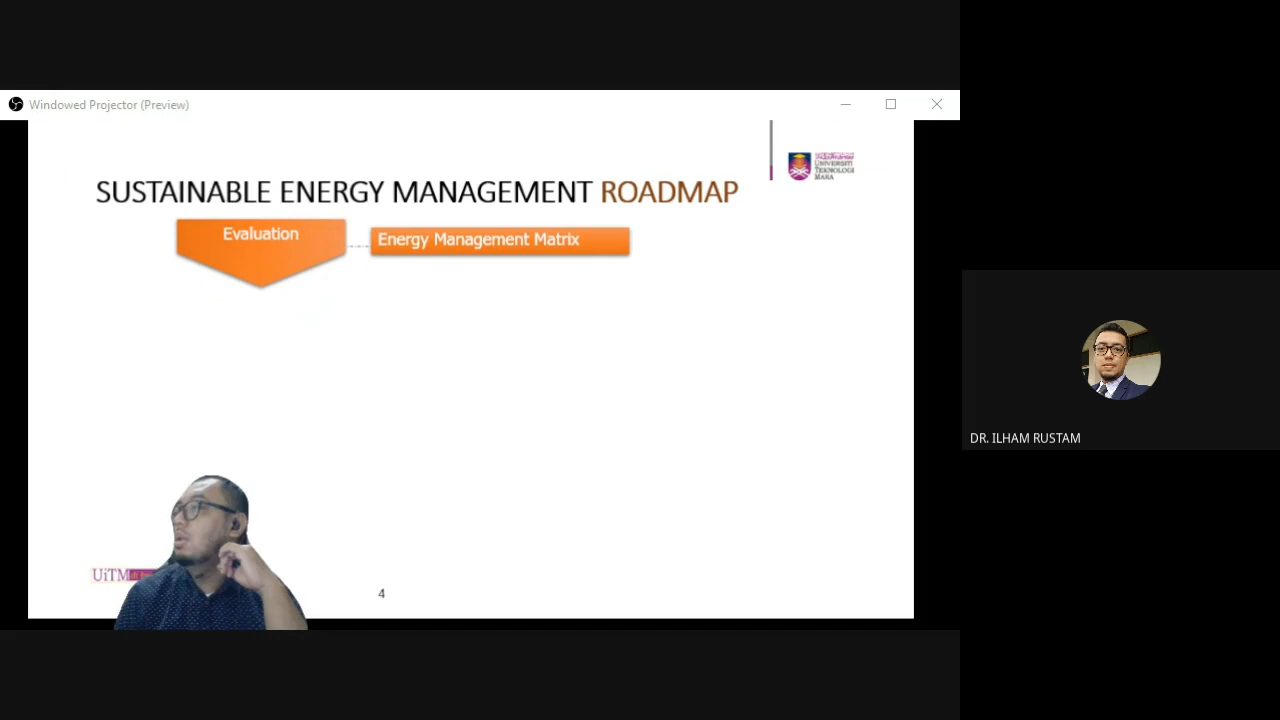 Windowed Projector (Preview)
UNIVERSITI
TEKNOLOGI
MARA
SUSTAINABLE ENERGY MANAGEMENT ROADMAP
Evaluation
Energy Management Matrix
DR. ILHAM RUSTAM
UiTM
4